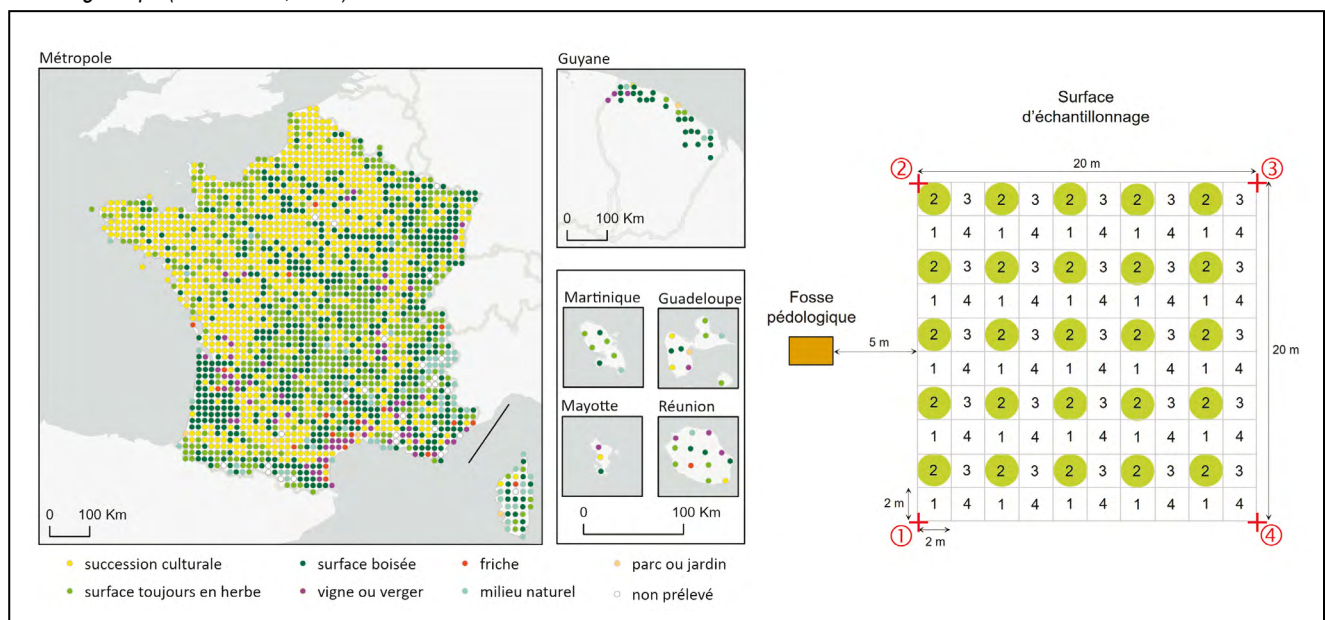 Métropole
0 100 Km
Guyane
0 100 Km
Martinique
Guadeloupe
Mayotte
Réunion
0 100 Km
succession culturale
surface boisée
friche
parc ou jardin
surface toujours en herbe
vigne ou verger
milieu naturel
non prélevé
Surface
d'échantillonnage
20 m
② ③
Fosse
pédologique
5 m
2 3 2 3 2 3 2 3 2 3
1 4 1 4 1 4 1 4 1 4
2 3 2 3 2 3 2 3 2 3
1 4 1 4 1 4 1 4 1 4
2 3 2 3 2 3 2 3 2 3
1 4 1 4 1 4 1 4 1 4
2 3 2 3 2 3 2 3 2 3
1 4 1 4 1 4 1 4 1 4
2 3 2 3 2 3 2 3 2 3
1 4 1 4 1 4 1 4 1 4
20 m
2 m
① ④
2 m